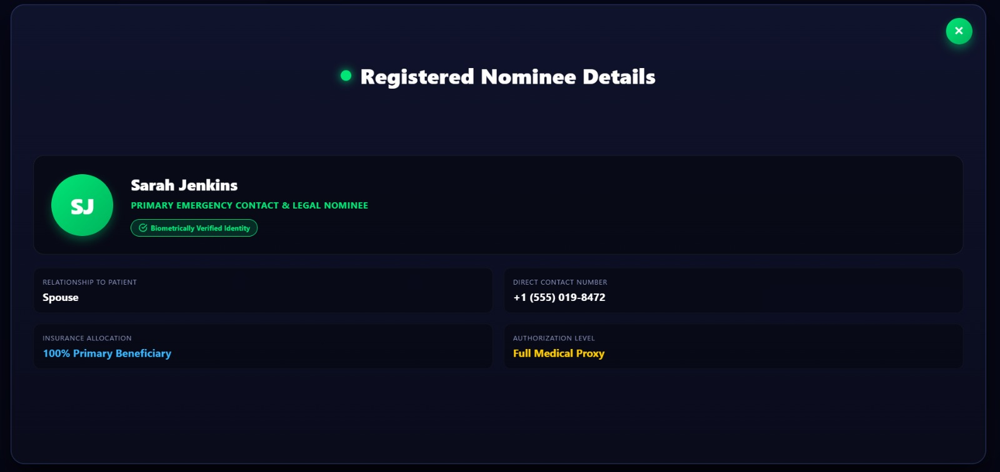 Registered Nominee Details
SJ
Sarah Jenkins
PRIMARY EMERGENCY CONTACT & LEGAL NOMINEE
Biometrically Verified Identity
RELATIONSHIP TO PATIENT
Spouse
DIRECT CONTACT NUMBER
+1 (555) 019-8472
INSURANCE ALLOCATION
100% Primary Beneficiary
AUTHORIZATION LEVEL
Full Medical Proxy